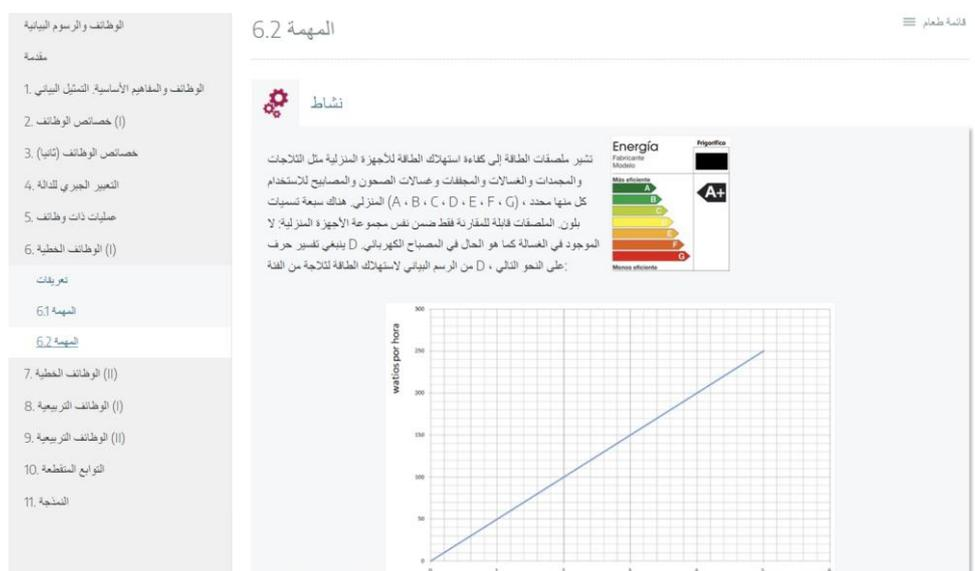 قائمة طعام
الوظائف والرسوم البيانية
مقدمة
الوظائف والمفاهيم الأساسية. التمثيل البياني .1
(I) خصائص الوظائف .2
خصائص الوظائف (ثانيا) .3
التعبير الجبري للدالة .4
عمليات ذات وظائف .5
(I) الوظائف الخطية .6
تعريفات
المهمة 6.1
المهمة 6.2
(II) الوظائف الخطية .7
(I) الوظائف التربيعية .8
(II) الوظائف التربيعية .9
التوابع المتقطعة .10
النمذجة .11
المهمة 6.2
نشاط
تشير ملصقات الطاقة إلى كفاءة استهلاك الطاقة للأجهزة المنزلية مثل الثلاجات
والمجمدات والغسالات والمجففات وغسالات الصحون والمصابيح للاستخدام
كل منها محدد ، (A ، B ، C ، D ، E ، F ، G) المنزلي. هناك سبعة تسميات
بلون. الملصقات قابلة للمقارنة فقط ضمن نفس مجموعة الأجهزة المنزلية: لا
الموجود في الغسالة كما هو الحال في المصباح الكهربائي. D ينبغي تفسير حرف
:على النحو التالي ، D من الرسم البياني لاستهلاك الطاقة لثلاجة من الفئة
Energía
Frigorífico
Fabricante
Modelo
Más eficiente
A
A+
B
C
E
F
G
Menos eficiente
watios por hora
300
250
200
150
100
50
0